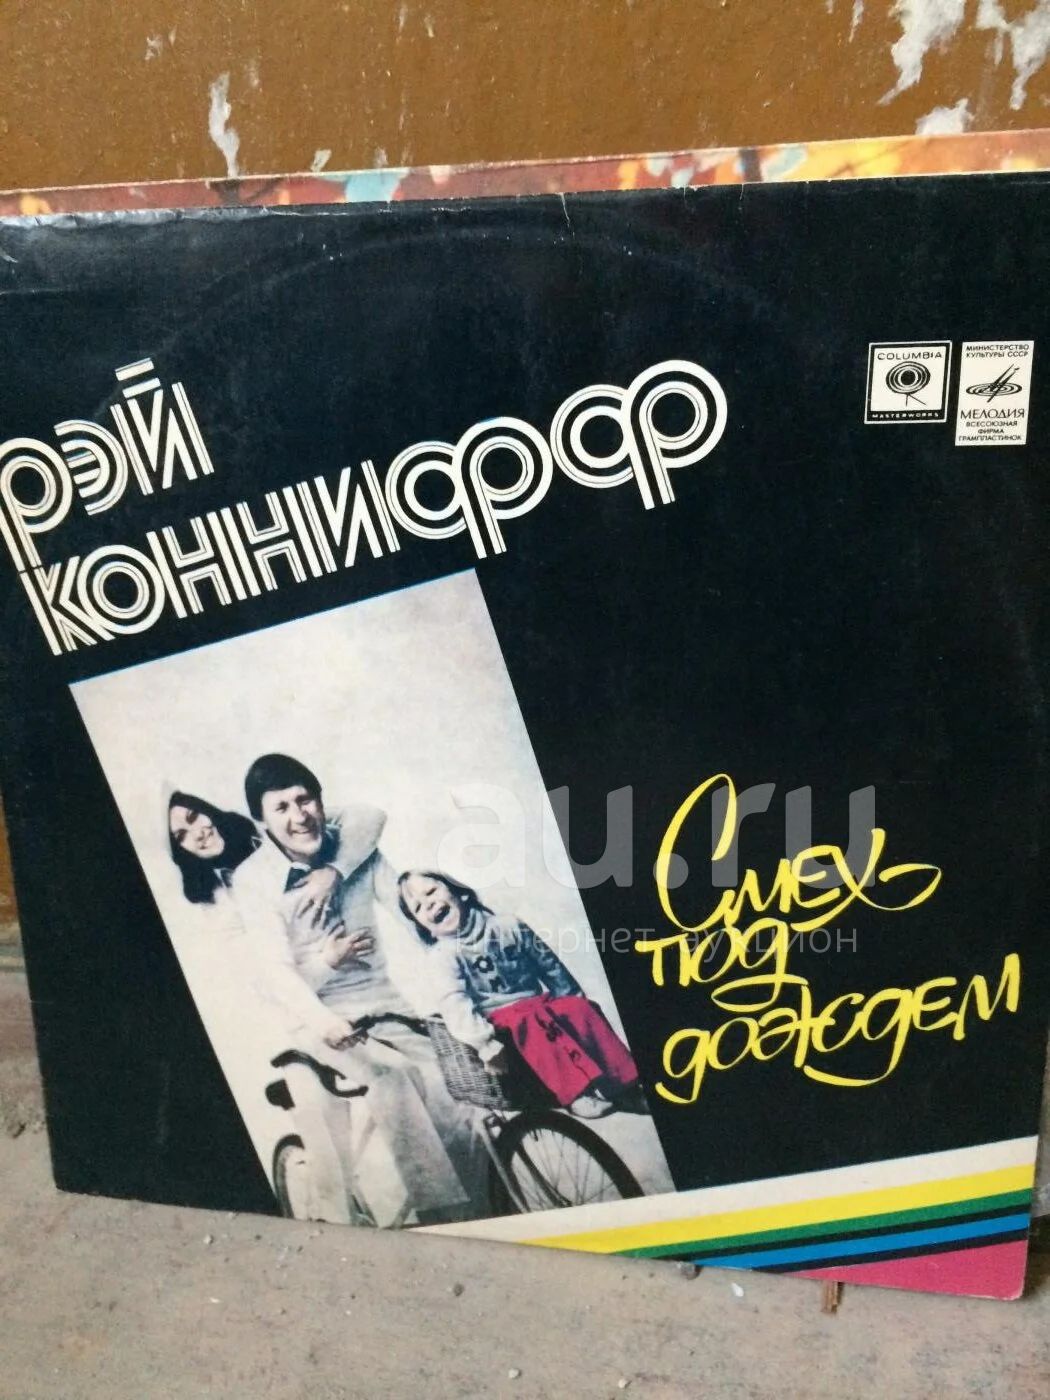 РЭЙ
КОННИФФ
COLUMBIA
MASTERWORKS
МИНИСТЕРСТВО
КУЛЬТУРЫ СССР
МЕЛОДИЯ
ВСЕСОЮЗНАЯ
ФИРМА
ГРАМПЛАСТИНОК
Смех
под
дождем
au.ru
интернет аукцион